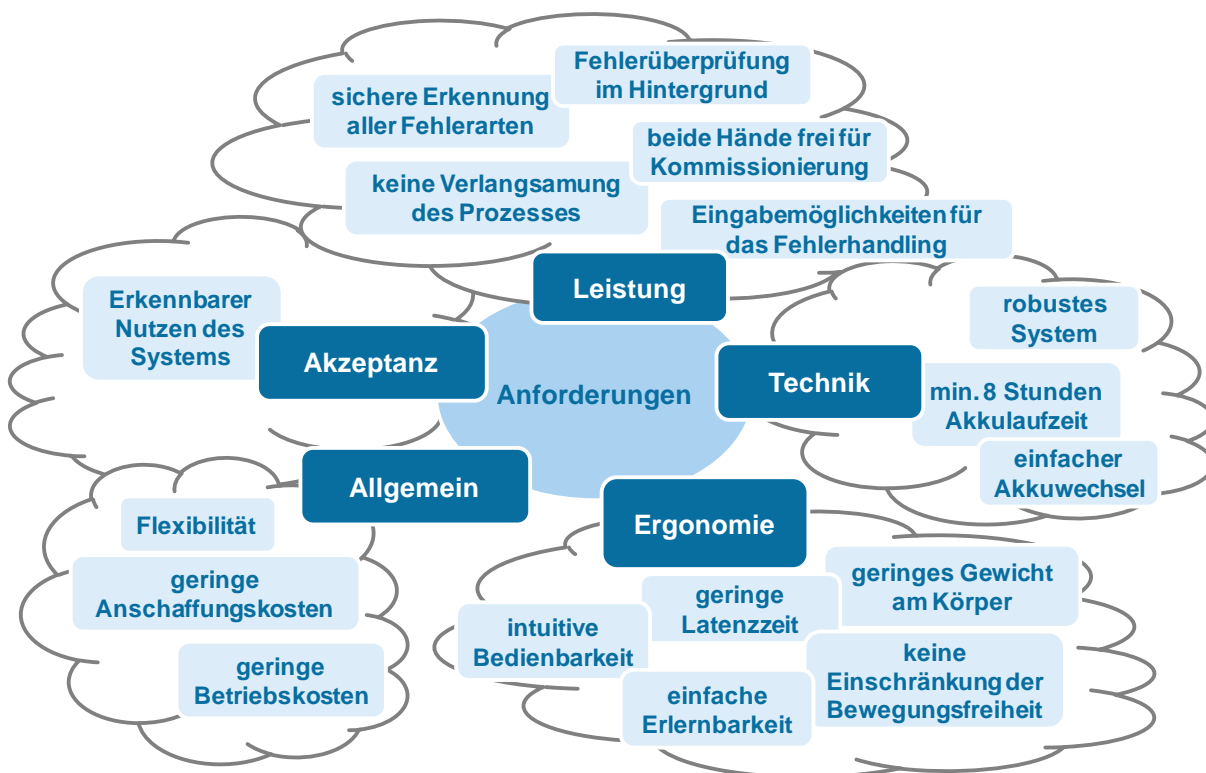 Fehlerüberprüfung
im Hintergrund
sichere Erkennung
aller Fehlerarten
beide Hände frei für
Kommissionierung
keine Verlangsamung
des Prozesses
Eingabemöglichkeiten für
das Fehlerhandling
Leistung
Erkennbarer
Nutzen des
Systems
Akzeptanz
Anforderungen
Technik
robustes
System
min. 8 Stunden
Akkulaufzeit
einfacher
Akkuwechsel
Allgemein
Flexibilität
geringe
Anschaffungskosten
geringe
Betriebskosten
Ergonomie
geringes Gewicht
am Körper
geringe
Latenzzeit
intuitive
Bedienbarkeit
keine
Einschränkung der
Bewegungsfreiheit
einfache
Erlernbarkeit